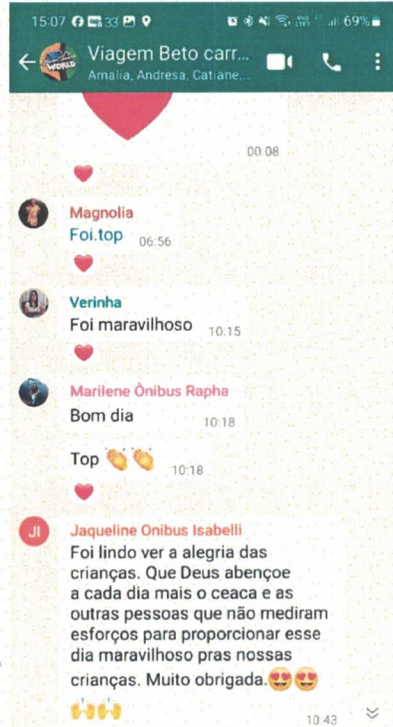 15:07 33 69%
WORLD
Viagem Beto carr...
Amalia, Andresa, Catiane,...
00:08
Magnolia
Foi.top 06:56
Verinha
Foi maravilhoso 10:15
Marilene Ônibus Rapha
Bom dia 10:18
Top 👏👏 10:18
JI
Jaqueline Onibus Isabelli
Foi lindo ver a alegria das
crianças. Que Deus abençoe
a cada dia mais o ceaca e as
outras pessoas que não mediram
esforços para proporcionar esse
dia maravilhoso pras nossas
crianças. Muito obrigada.😍😍
🙌🙌 10:43